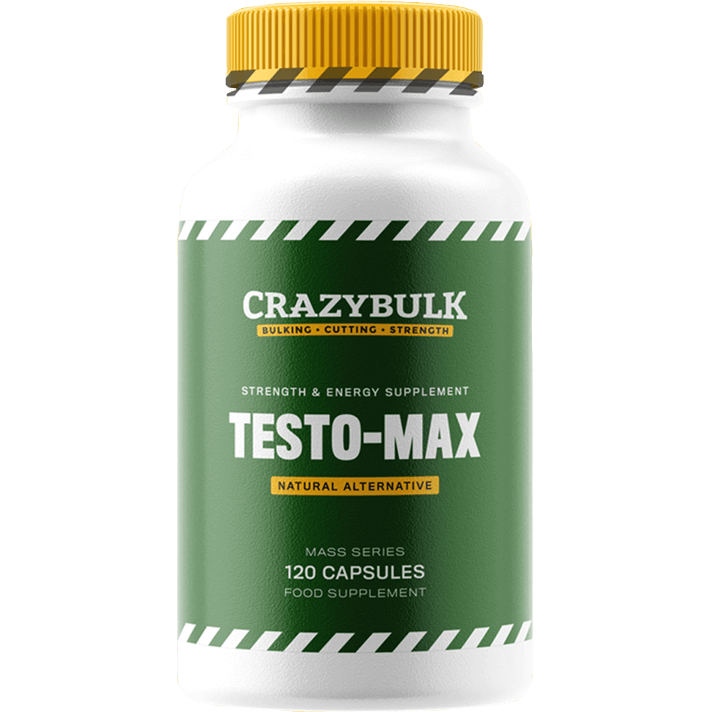 CRAZYBULK
BULKING • CUTTING • STRENGTH
STRENGTH & ENERGY SUPPLEMENT
TESTO-MAX
NATURAL ALTERNATIVE
MASS SERIES
120 CAPSULES
FOOD SUPPLEMENT